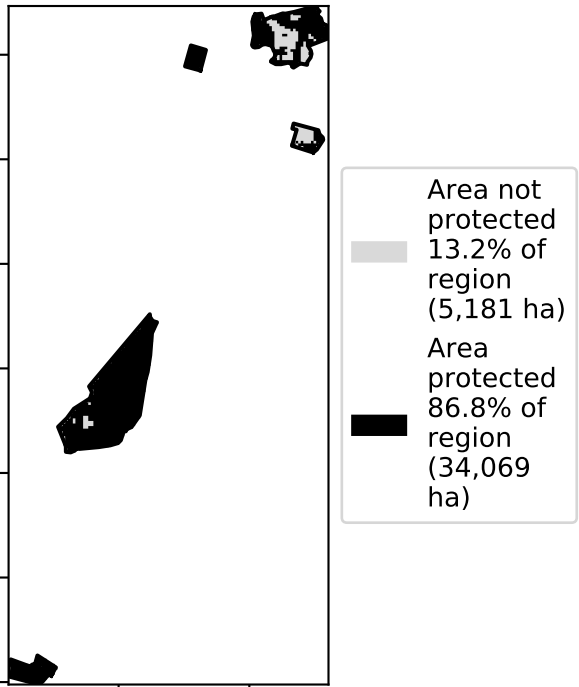 Area not
protected
13.2% of
region
(5,181 ha)
Area
protected
86.8% of
region
(34,069
ha)